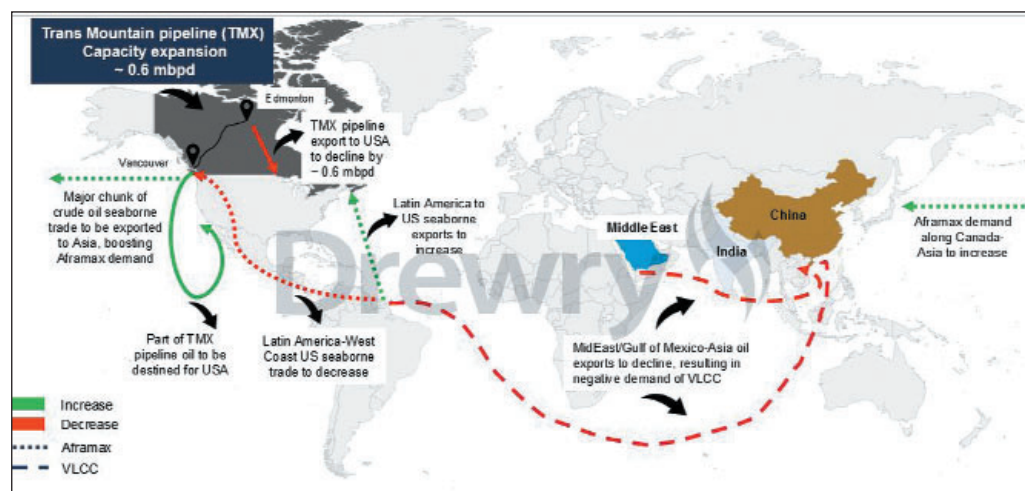 Trans Mountain pipeline (TMX)
Capacity expansion
~ 0.6 mbpd
Edmonton
TMX pipeline
export to USA
to decline by
~ 0.6 mbpd
Vancouver
Major chunk of
crude oil seaborne
trade to be exported
to Asia, boosting
Aframax demand
Latin America to
US seaborne
exports to
increase
Middle East
India
China
Aframax demand
along Canada-
Asia to increase
Drewry
Part of TMX
pipeline oil to be
destined for USA
Latin America-West
Coast US seaborne
trade to decrease
MidEast/Gulf of Mexico-Asia oil
exports to decline, resulting in
negative demand of VLCC
Increase
Decrease
Aframax
VLCC